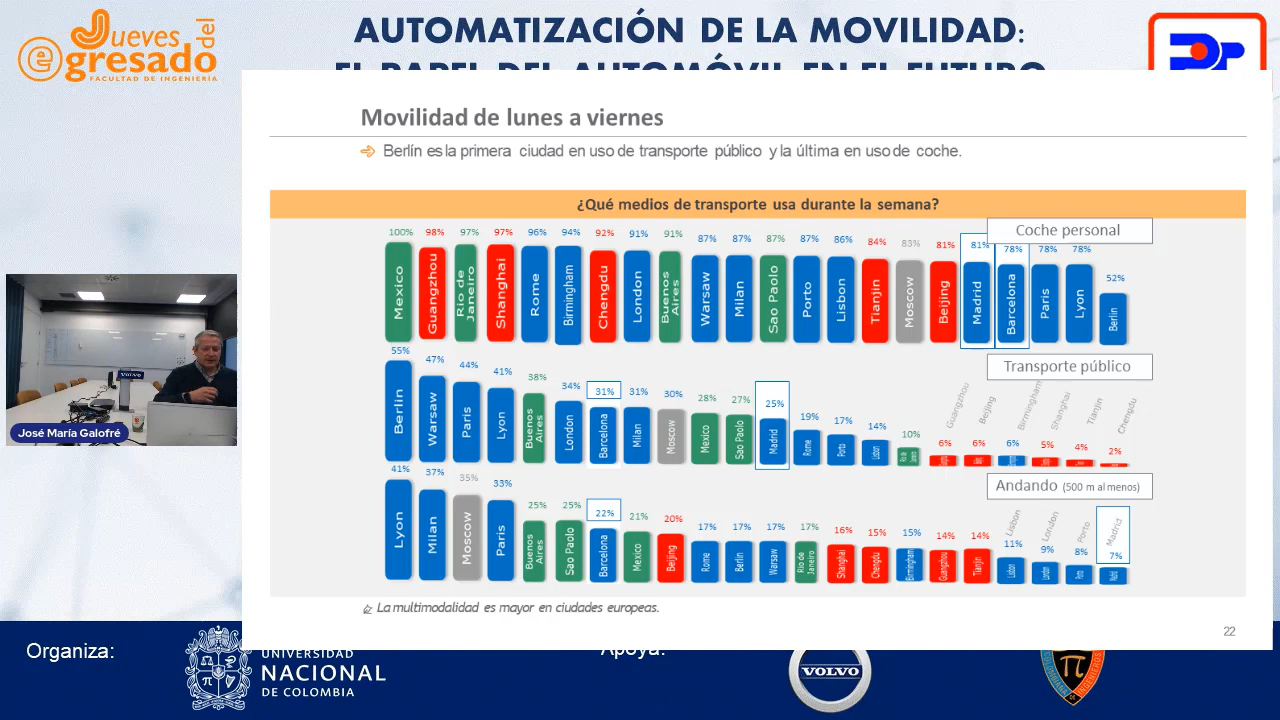 Jueves
del
egresado
FACULTAD DE INGENIERÍA
AUTOMATIZACIÓN DE LA MOVILIDAD:
EL PAPEL DEL AUTOMÓVIL EN EL FUTURO
Movilidad de lunes a viernes
Berlín es la primera ciudad en uso de transporte público y la última en uso de coche.
¿Qué medios de transporte usa durante la semana?
Coche personal
100% 98% 97% 97% 96% 94% 92% 91% 91% 87% 87% 87% 87% 86% 84% 83% 81% 81% 78% 78% 78% 52%
Mexico Guangzhou Rio de Janeiro Shanghai Rome Birmingham Chengdu London Buenos Aires Warsaw Milan Sao Paolo Porto Lisbon Tianjin Moscow Beijing Madrid Barcelona Paris Lyon Berlin
Transporte público
55% 47% 44% 41% 38% 34% 31% 31% 30% 28% 27% 25% 19% 17% 14% 10% 6% 6% 6% 5% 4% 2%
Berlin Warsaw Paris Lyon Buenos Aires London Barcelona Milan Moscow Mexico Sao Paolo Madrid Rome Porto Lisbon Guangzhou Beijing Birmingham Shanghai Tianjin Chengdu
Andando (500 m al menos)
41% 37% 35% 33% 25% 25% 22% 21% 20% 17% 17% 17% 17% 16% 15% 15% 14% 14% 11% 9% 8% 7%
Lyon Milan Moscow Paris Buenos Aires Sao Paolo Barcelona Mexico Beijing Rome Berlin Warsaw Rio de Janeiro Shanghai Chengdu Birmingham Guangzhou Tianjin Lisbon London Porto Madrid
La multimodalidad es mayor en ciudades europeas.
22
VOLVO
José María Galofré
Organiza:
UNIVERSIDAD
NACIONAL
DE COLOMBIA
Apoya:
VOLVO